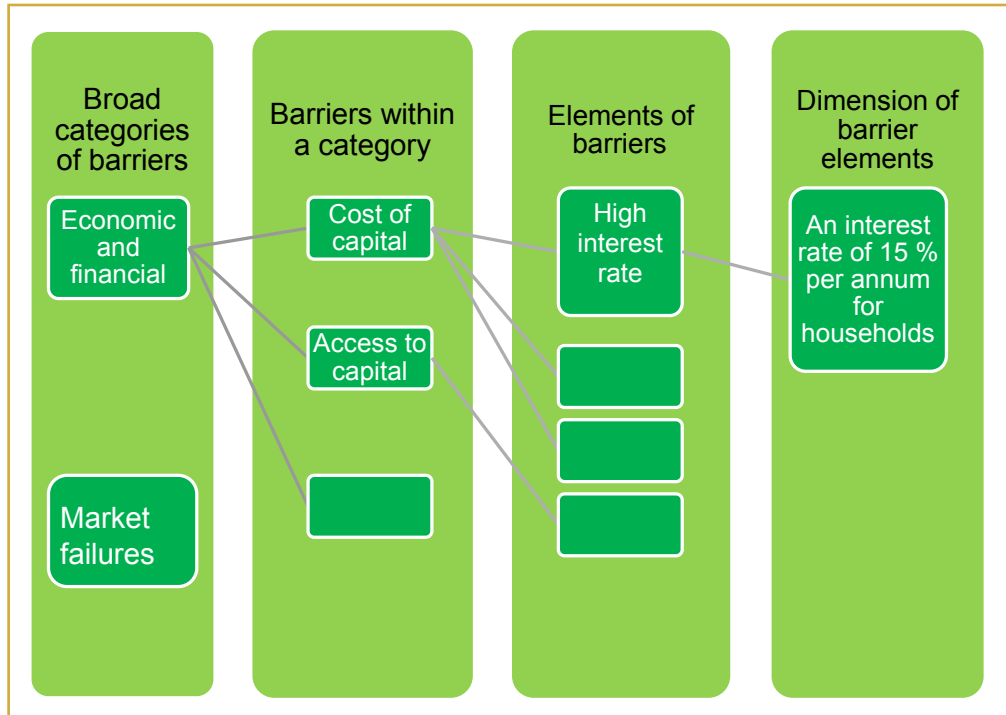 Broad
categories
of barriers
Economic
and
financial
Market
failures
Barriers within
a category
Cost of
capital
Access to
capital
Elements of
barriers
High
interest
rate
Dimension of
barrier
elements
An interest
rate of 15 %
per annum
for
households